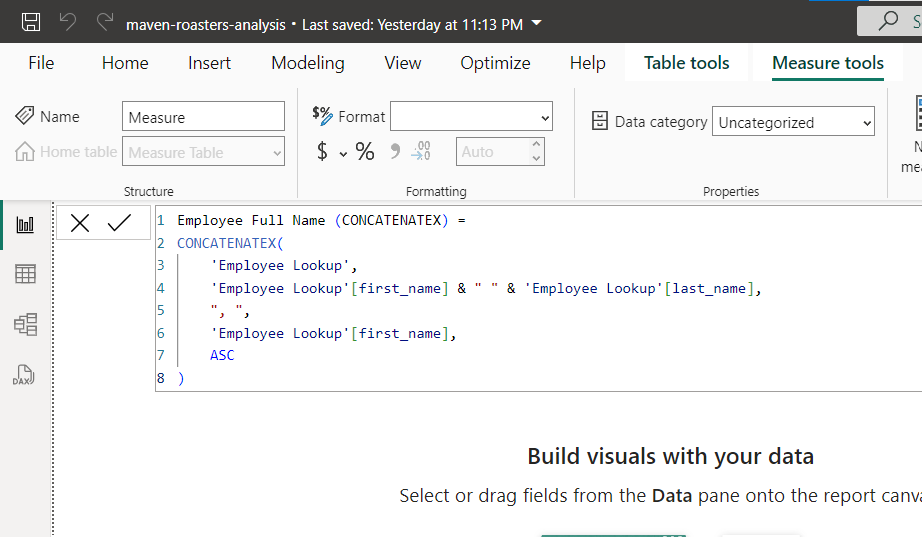 maven-roasters-analysis • Last saved: Yesterday at 11:13 PM
File Home Insert Modeling View Optimize Help Table tools Measure tools
Name Measure
Home table Measure Table
Structure
$% Format
$ % 9 .00 →0 Auto
Formatting
Data category Uncategorized
Properties
1 Employee Full Name (CONCATENATEX) =
2 CONCATENATEX(
3 'Employee Lookup',
4 'Employee Lookup'[first_name] & " " & 'Employee Lookup'[last_name],
5 ", ",
6 'Employee Lookup'[first_name],
7 ASC
8 )
DAX
Build visuals with your data
Select or drag fields from the Data pane onto the report